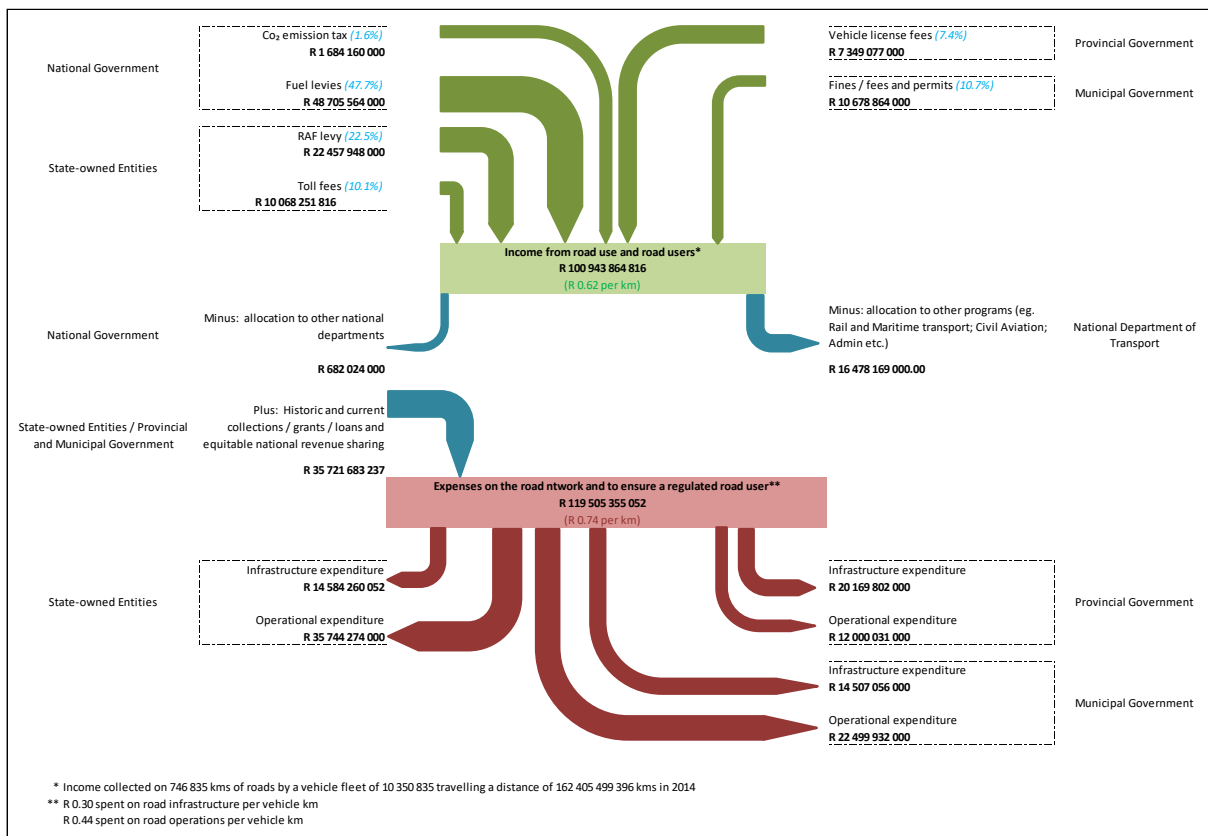 National Government
Co₂ emission tax (1.6%)
R 1 684 160 000
Fuel levies (47.7%)
R 48 705 564 000
State-owned Entities
RAF levy (22.5%)
R 22 457 948 000
Toll fees (10.1%)
R 10 068 251 816
Vehicle license fees (7.4%)
R 7 349 077 000
Provincial Government
Fines / fees and permits (10.7%)
R 10 678 864 000
Municipal Government
Income from road use and road users*
R 100 943 864 816
(R 0.62 per km)
National Government
Minus: allocation to other national
departments
R 682 024 000
Minus: allocation to other programs (eg.
Rail and Maritime transport; Civil Aviation;
Admin etc.)
R 16 478 169 000.00
National Department of
Transport
State-owned Entities / Provincial
and Municipal Government
Plus: Historic and current
collections / grants / loans and
equitable national revenue sharing
R 35 721 683 237
Expenses on the road ntwork and to ensure a regulated road user**
R 119 505 355 052
(R 0.74 per km)
State-owned Entities
Infrastructure expenditure
R 14 584 260 052
Operational expenditure
R 35 744 274 000
Infrastructure expenditure
R 20 169 802 000
Operational expenditure
R 12 000 031 000
Provincial Government
Infrastructure expenditure
R 14 507 056 000
Operational expenditure
R 22 499 932 000
Municipal Government
* Income collected on 746 835 kms of roads by a vehicle fleet of 10 350 835 travelling a distance of 162 405 499 396 kms in 2014
** R 0.30 spent on road infrastructure per vehicle km
R 0.44 spent on road operations per vehicle km